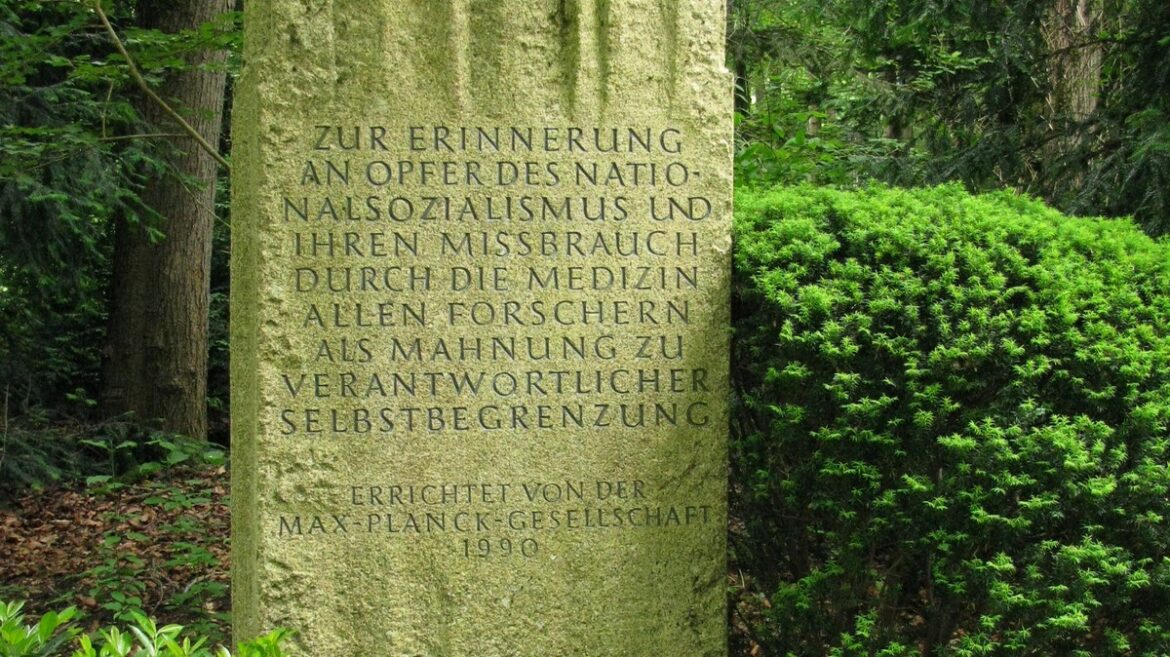 ZUR ERINNERUNG
AN OPFER DES NATIO-
NALSOZIALISMUS UND
IHREN MISSBRAUCH
DURCH DIE MEDIZIN
ALLEN FORSCHERN
ALS MAHNUNG ZU
VERANTWORTLICHER
SELBSTBEGRENZUNG
ERRICHTET VON DER
MAX-PLANCK-GESELLSCHAFT
1990